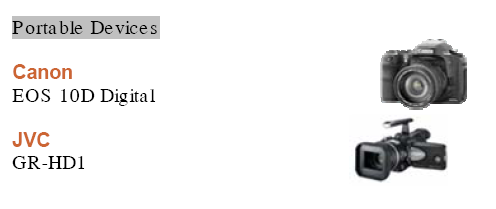 Portable Devices
Canon
EOS 10D Digital
JVC
GR-HD1